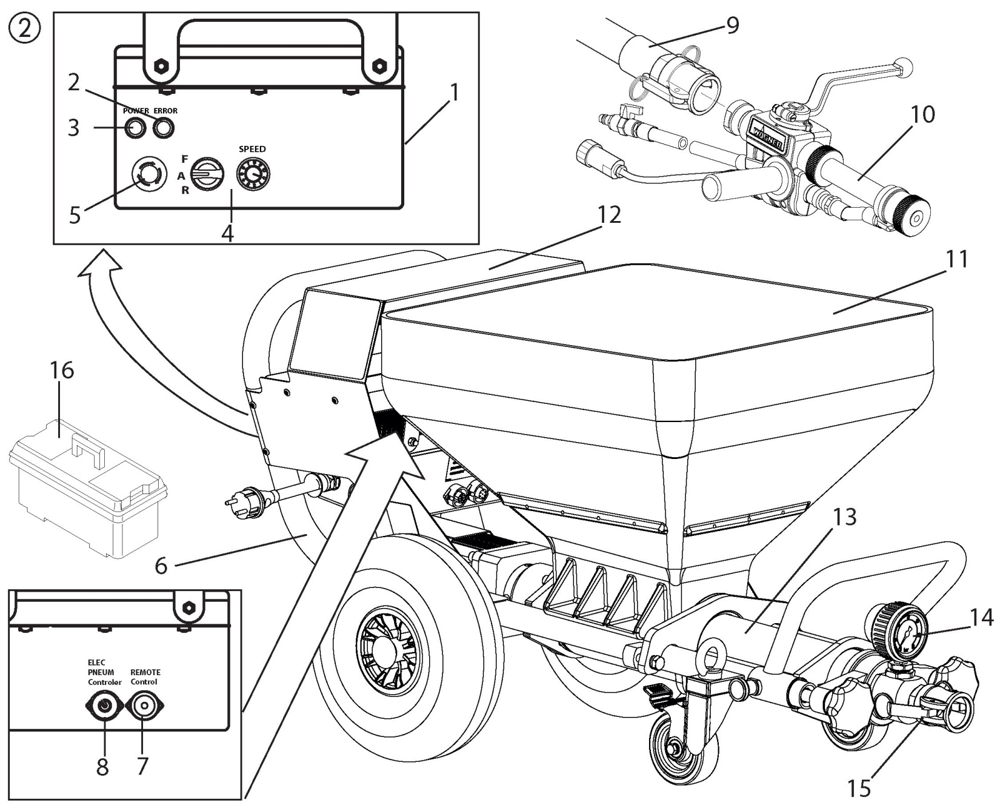 2
2
POWER ERROR
3
1
SPEED
F
A
R
5
4
9
10
WAGNER
12
11
16
6
13
14
bar
15
ELEC
PNEUM
Controler
REMOTE
Control
8
7